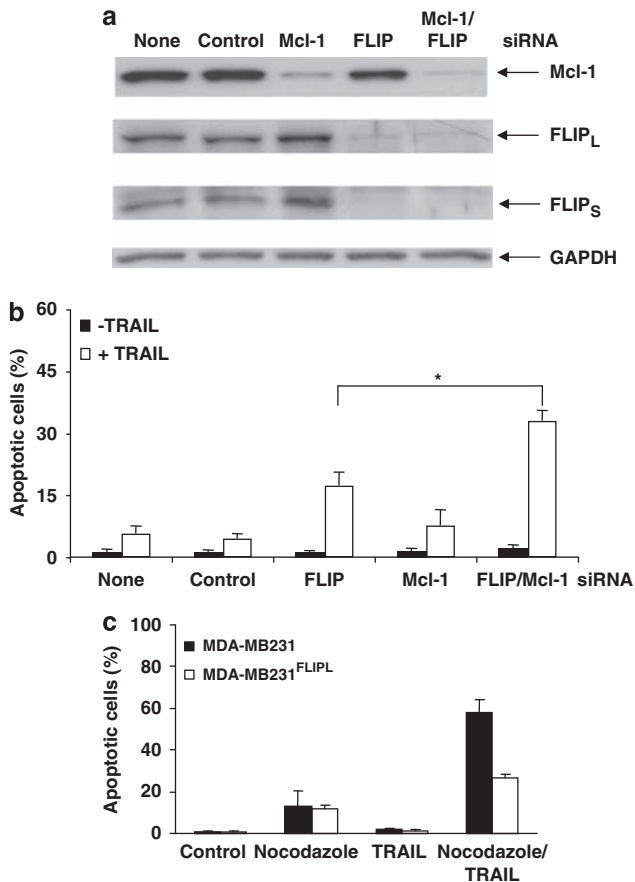 a
Mcl-1/
None Control Mcl-1 FLIP FLIP siRNA
Mcl-1
FLIPL
FLIPS
GAPDH
b
60
45
30
15
0
Apoptotic cells (%)
-TRAIL
+ TRAIL
*
None Control FLIP Mcl-1 FLIP/Mcl-1 siRNA
c
100
80
60
40
20
0
Apoptotic cells (%)
MDA-MB231
MDA-MB231FLIPL
Control Nocodazole TRAIL Nocodazole/
TRAIL